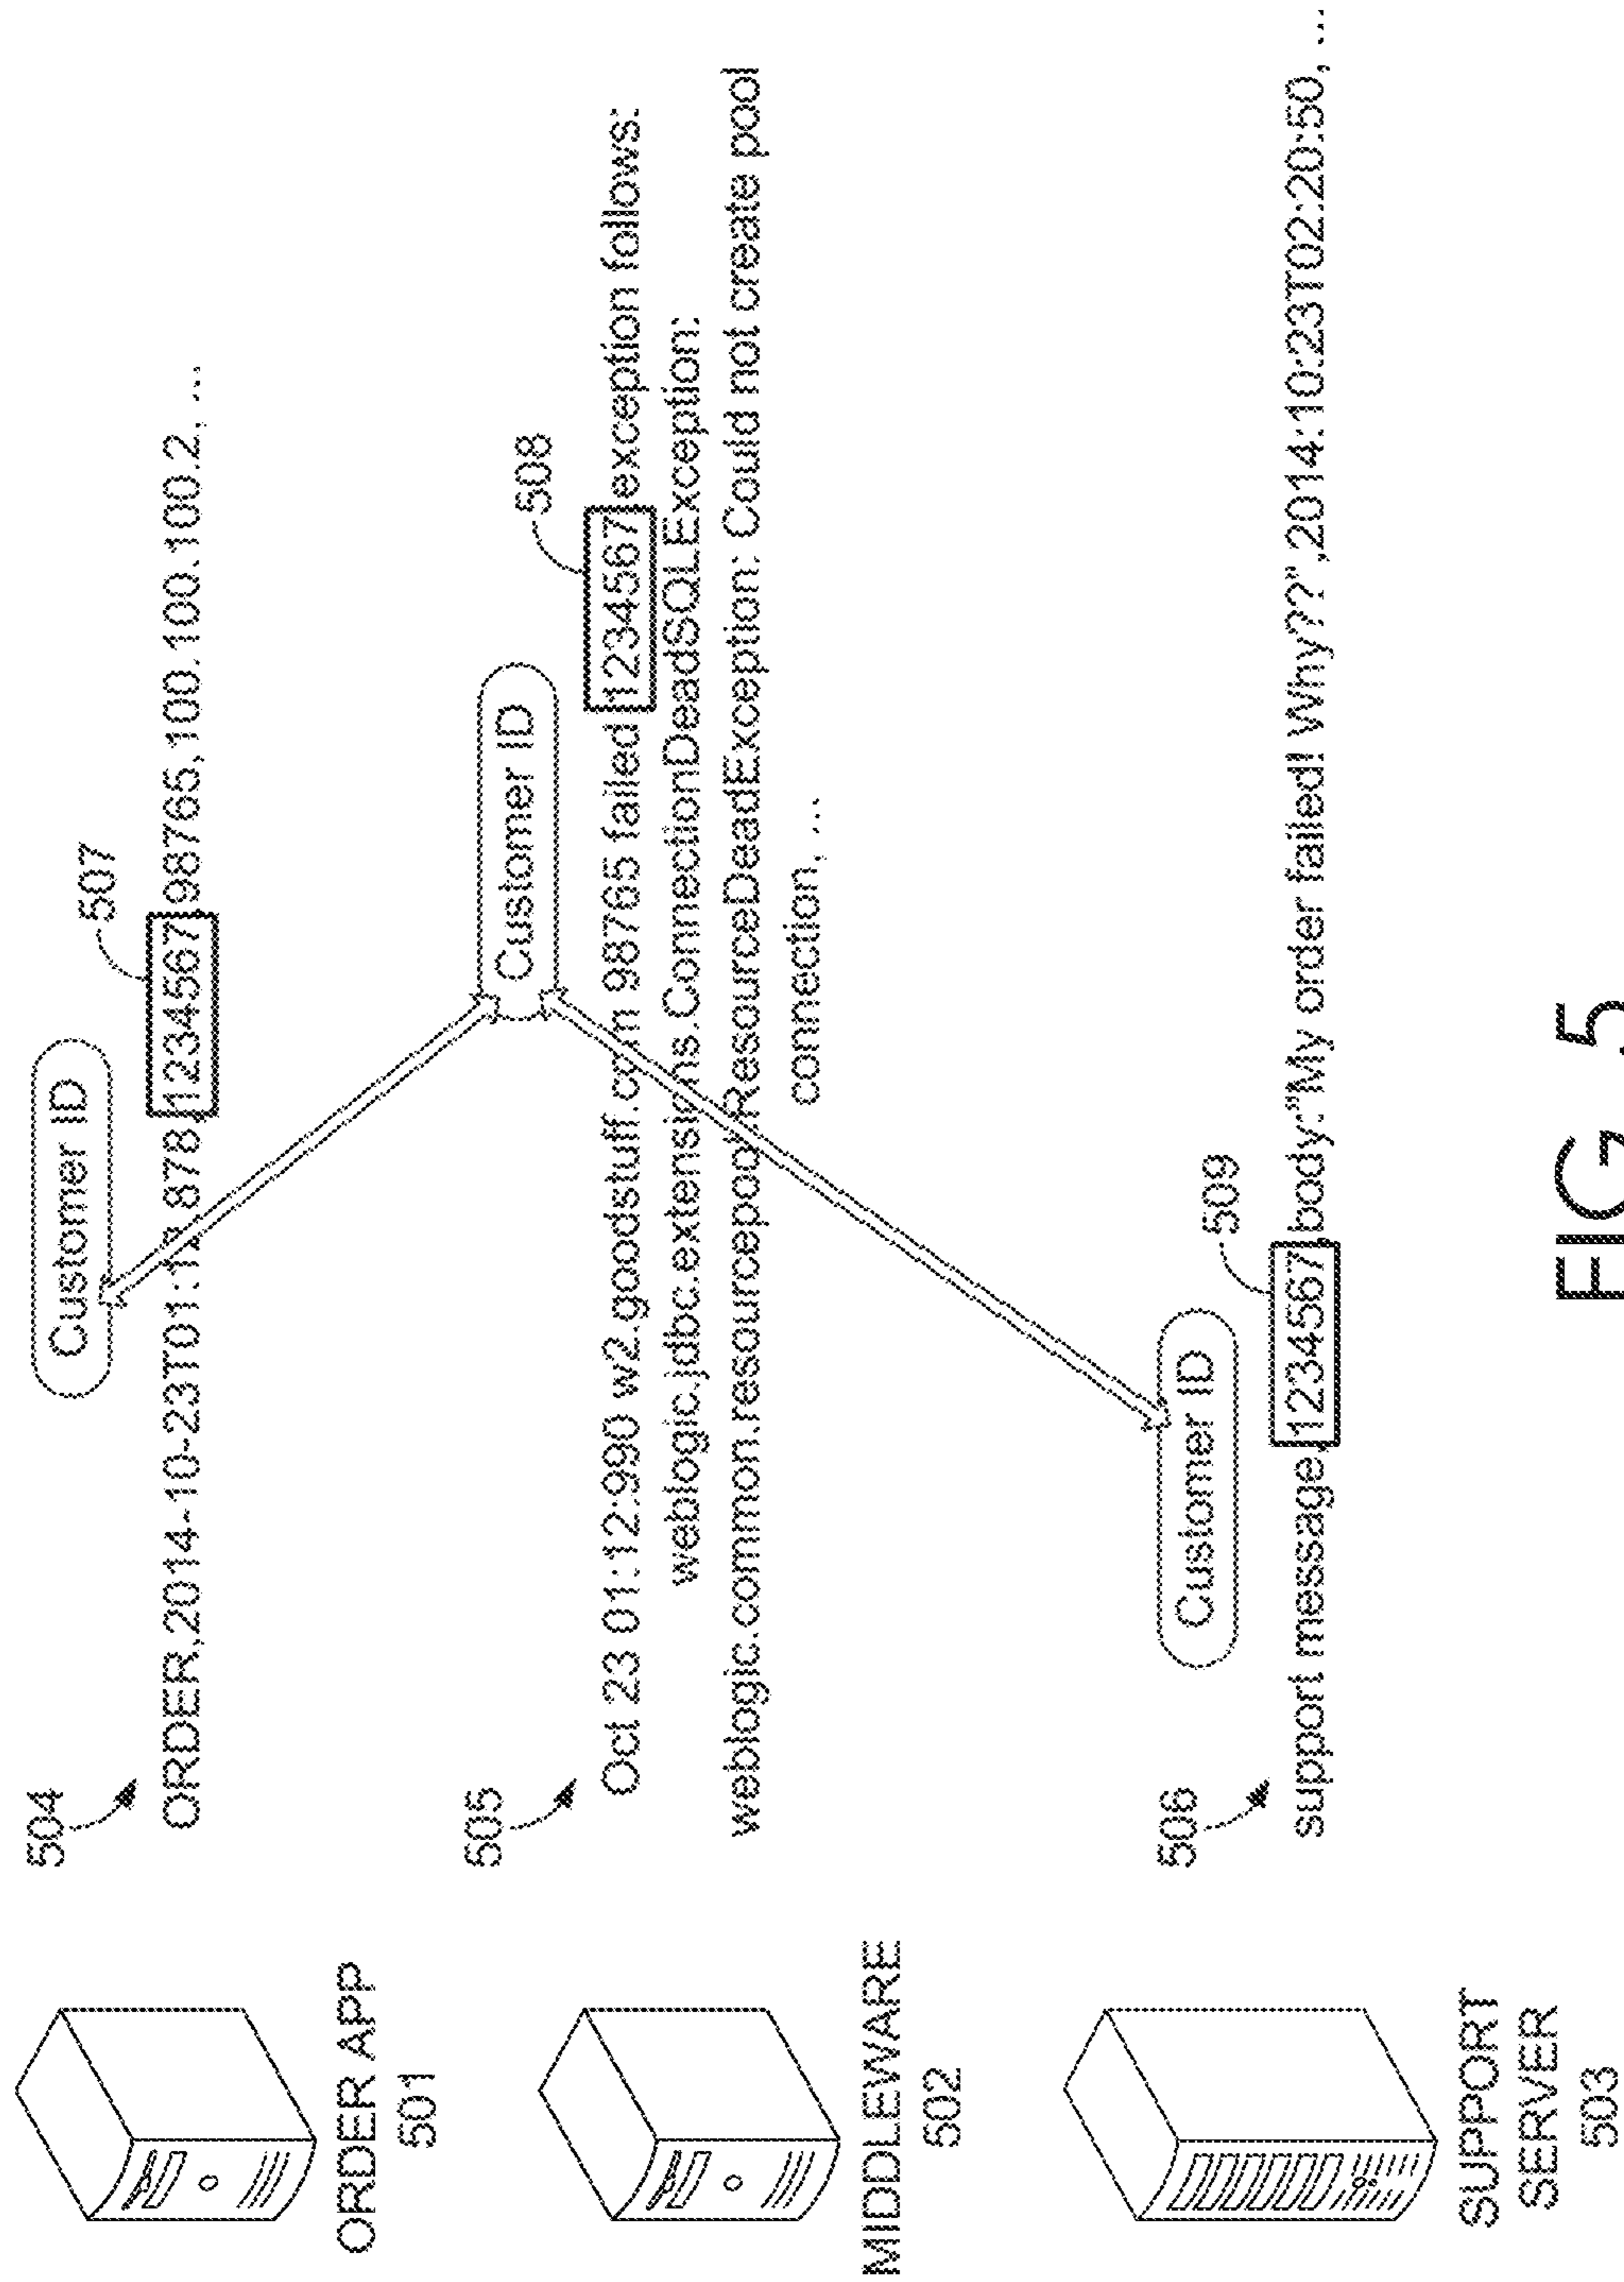 504
Customer ID
507
ORDER,2014-10-23T01:12 878,1234567,98765,100.100.100.2, ...
ORDER APP
501
505
Customer ID
508
Oct 23 01:12:990 w2.goodstuff.com 98765 failed 1234567 exception follows:
weblogic.jdbc.extensions.ConnectionDeadSQLException:
weblogic.common.resourcepool.ResourceDeadException: Could not create pool
connection, ...
MIDDLEWARE
502
506
Customer ID
509
support message,1234567,body:"My order failed! Why???",2014:10:23T02:20:50, ...
SUPPORT
SERVER
503
FIG. 5